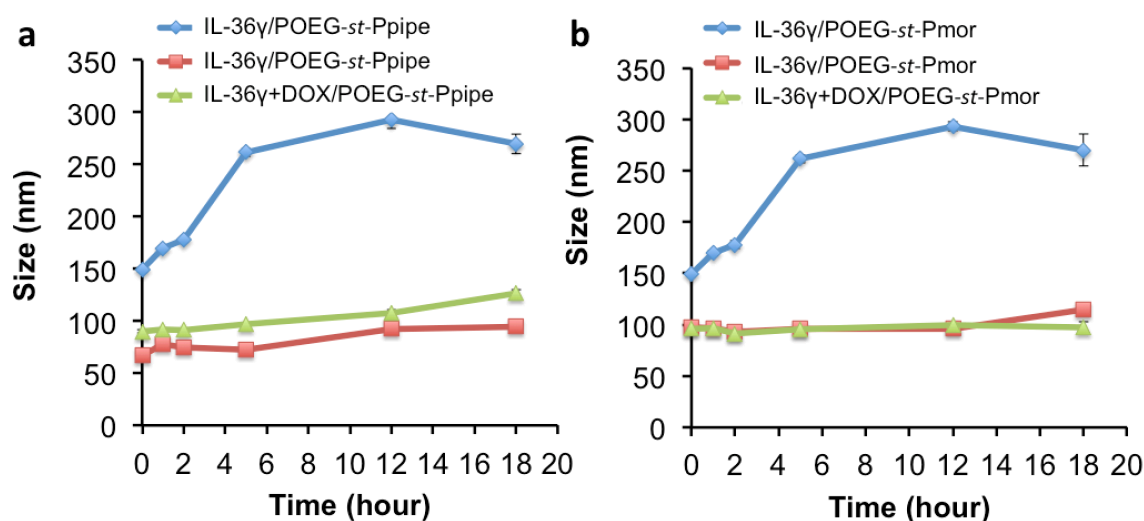 a
IL-36γ/POEG-st-Ppipe
IL-36γ/POEG-st-Ppipe
IL-36γ+DOX/POEG-st-Ppipe
350
300
250
200
150
100
50
0
Size (nm)
0 2 4 6 8 10 12 14 16 18 20
Time (hour)
b
IL-36γ/POEG-st-Pmor
IL-36γ/POEG-st-Pmor
IL-36γ+DOX/POEG-st-Pmor
350
300
250
200
150
100
50
0
Size (nm)
0 2 4 6 8 10 12 14 16 18 20
Time (hour)